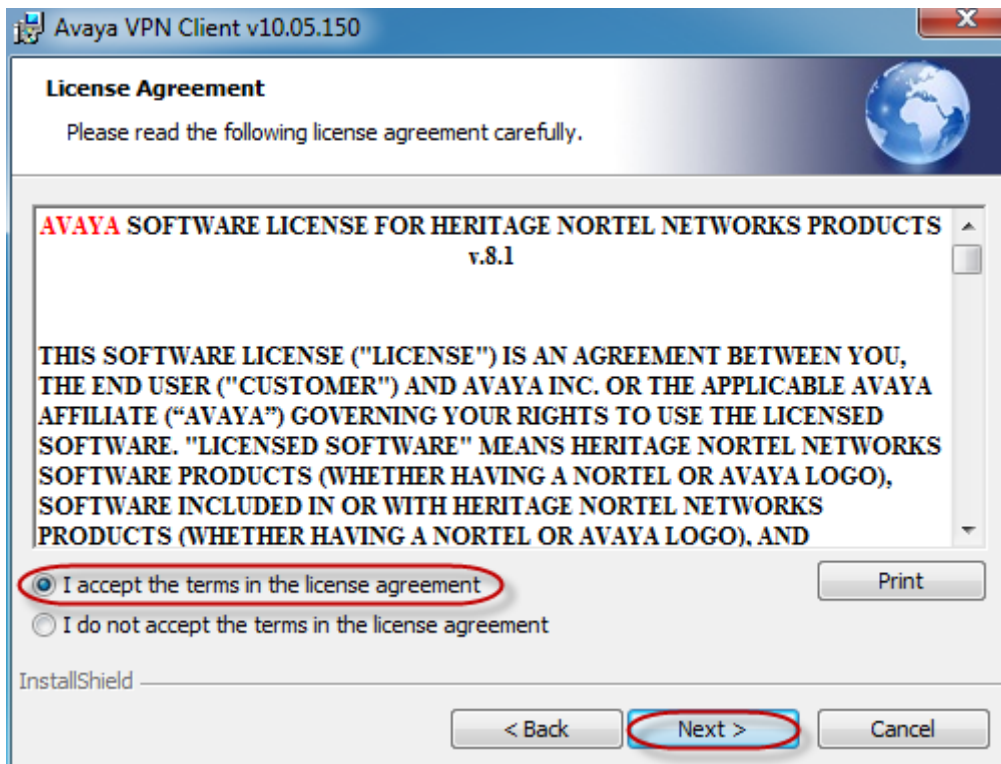 Avaya VPN Client v10.05.150
License Agreement
Please read the following license agreement carefully.
AVAYA SOFTWARE LICENSE FOR HERITAGE NORTEL NETWORKS PRODUCTS
v.8.1
THIS SOFTWARE LICENSE ("LICENSE") IS AN AGREEMENT BETWEEN YOU,
THE END USER ("CUSTOMER") AND AVAYA INC. OR THE APPLICABLE AVAYA
AFFILIATE (“AVAYA”) GOVERNING YOUR RIGHTS TO USE THE LICENSED
SOFTWARE. "LICENSED SOFTWARE" MEANS HERITAGE NORTEL NETWORKS
SOFTWARE PRODUCTS (WHETHER HAVING A NORTEL OR AVAYA LOGO),
SOFTWARE INCLUDED IN OR WITH HERITAGE NORTEL NETWORKS
PRODUCTS (WHETHER HAVING A NORTEL OR AVAYA LOGO), AND
I accept the terms in the license agreement
Print
I do not accept the terms in the license agreement
InstallShield
< Back
Next >
Cancel